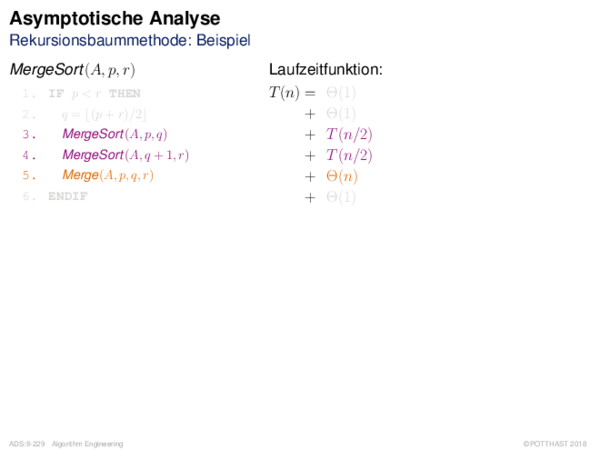 Asymptotische Analyse
Rekursionsbaummethode: Beispiel
MergeSort(A, p, r)
1. IF p < r THEN
2. q = ⌊(p + r)/2⌋
3. MergeSort(A, p, q)
4. MergeSort(A, q + 1, r)
5. Merge(A, p, q, r)
6. ENDIF
Laufzeitfunktion:
T(n) = Θ(1)
+ Θ(1)
+ T(n/2)
+ T(n/2)
+ Θ(n)
+ Θ(1)
ADS:9-229 Algorithm Engineering
©POTTHAST 2018